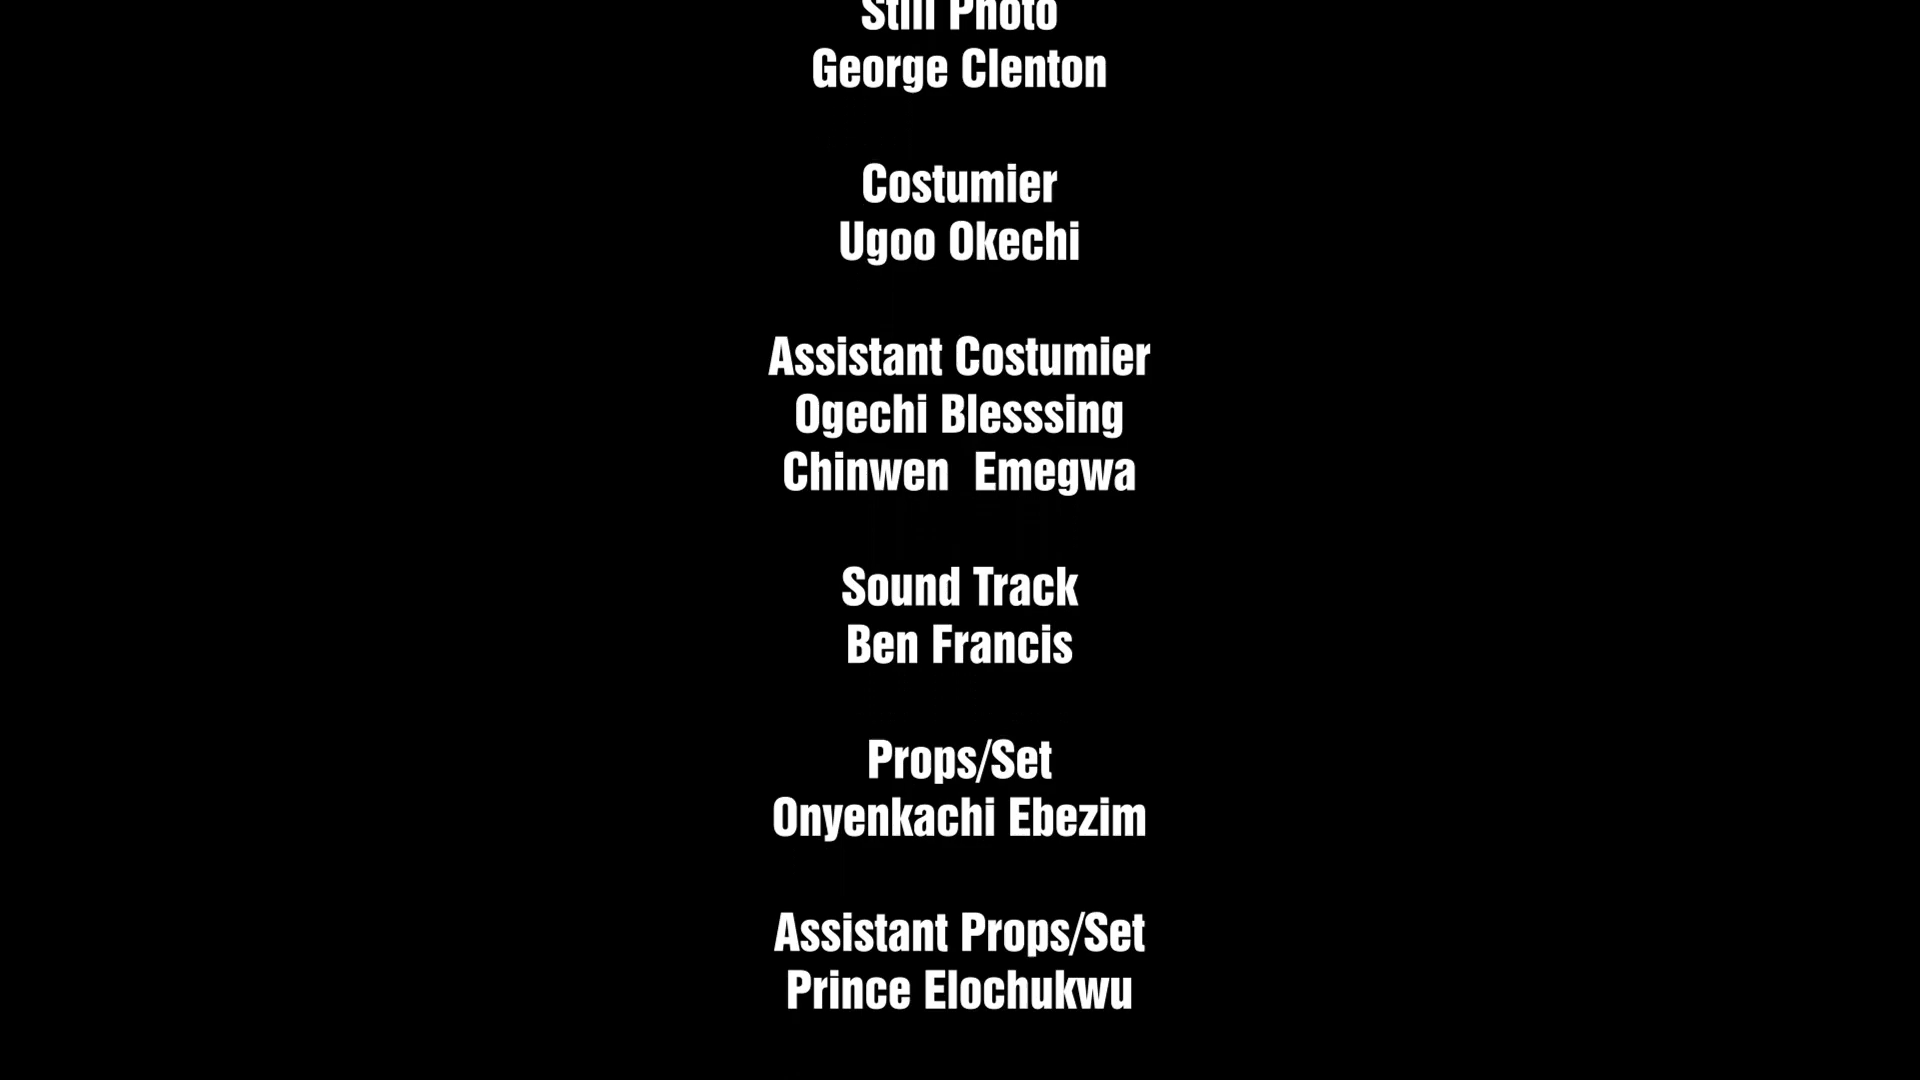 Still Photo
George Clenton
Costumier
Ugoo Okechi
Assistant Costumier
Ogechi Blesssing
Chinwen  Emegwa
Sound Track
Ben Francis
Props/Set
Onyenkachi Ebezim
Assistant Props/Set
Prince Elochukwu